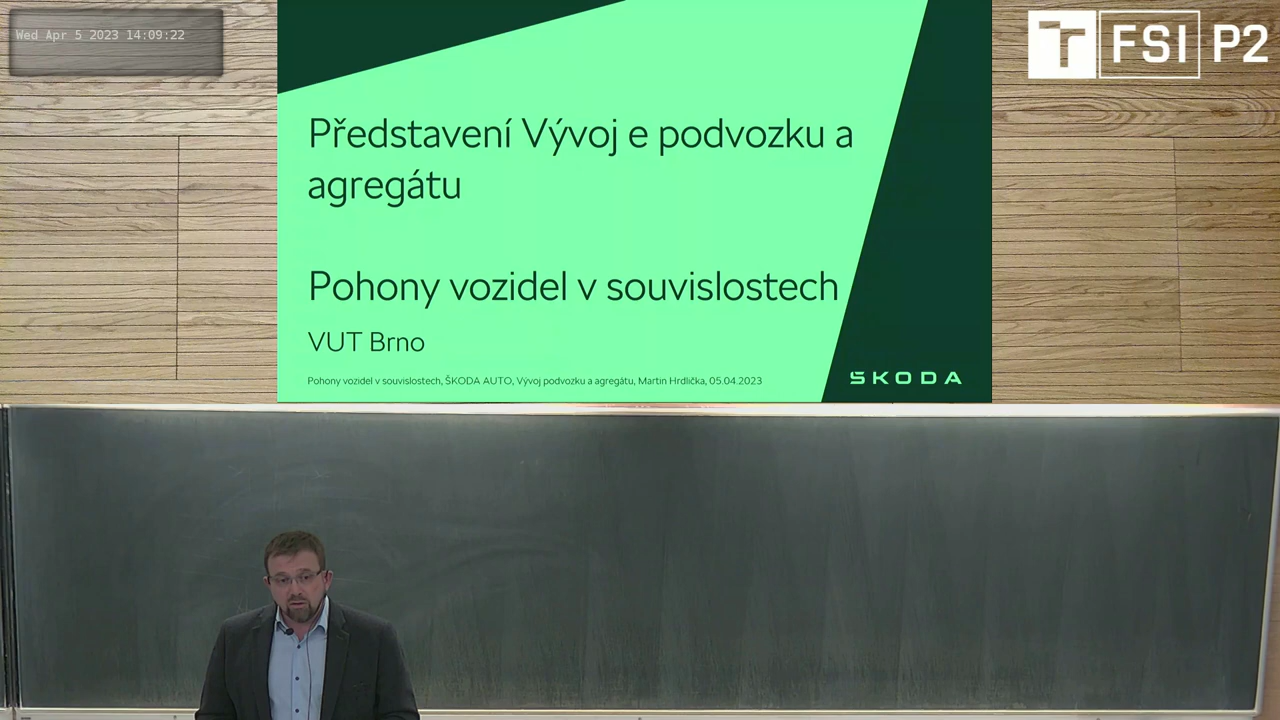 Wed Apr 5 2023 14:09:22
FSI P2
Představení Vývoj e podvozku a
agregátu
Pohony vozidel v souvislostech
VUT Brno
Pohony vozidel v souvislostech, ŠKODA AUTO, Vývoj podvozku a agregátu, Martin Hrdlička, 05.04.2023
ŠKODA